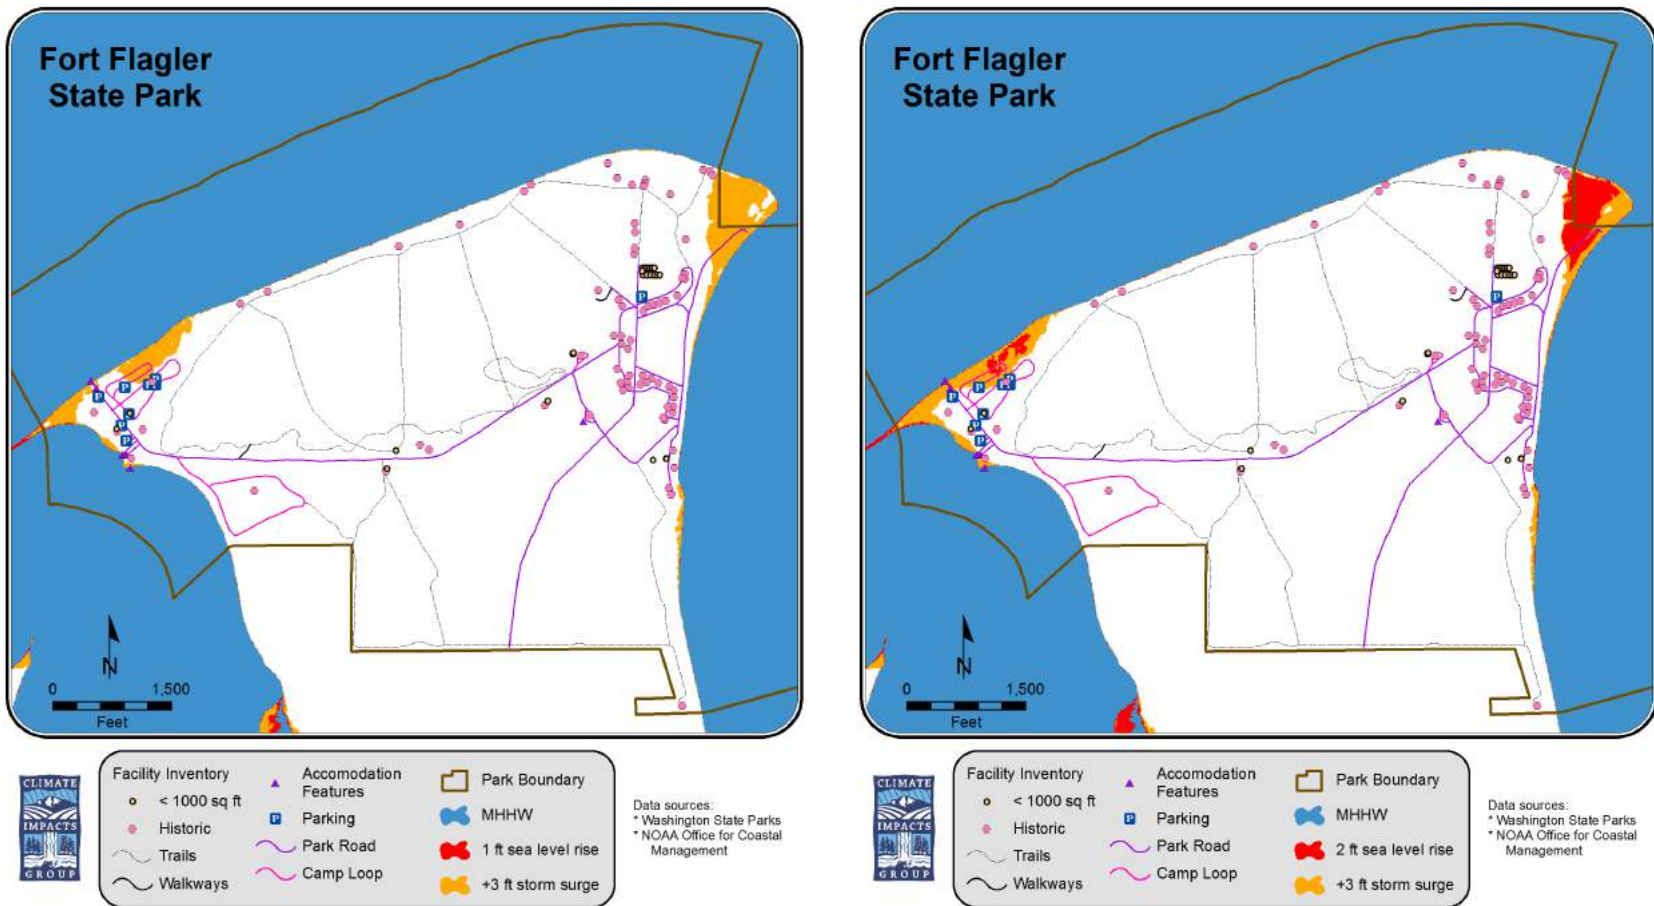 Fort Flagler
State Park
N
0 1,500
Feet
CLIMATE
IMPACTS
GROUP
Facility Inventory
< 1000 sq ft
Historic
Trails
Walkways
Accomodation
Features
P Parking
Park Road
Camp Loop
Park Boundary
MHHW
1 ft sea level rise
+3 ft storm surge
Data sources:
* Washington State Parks
* NOAA Office for Coastal
Management
Fort Flagler
State Park
N
0 1,500
Feet
CLIMATE
IMPACTS
GROUP
Facility Inventory
< 1000 sq ft
Historic
Trails
Walkways
Accomodation
Features
P Parking
Park Road
Camp Loop
Park Boundary
MHHW
2 ft sea level rise
+3 ft storm surge
Data sources:
* Washington State Parks
* NOAA Office for Coastal
Management